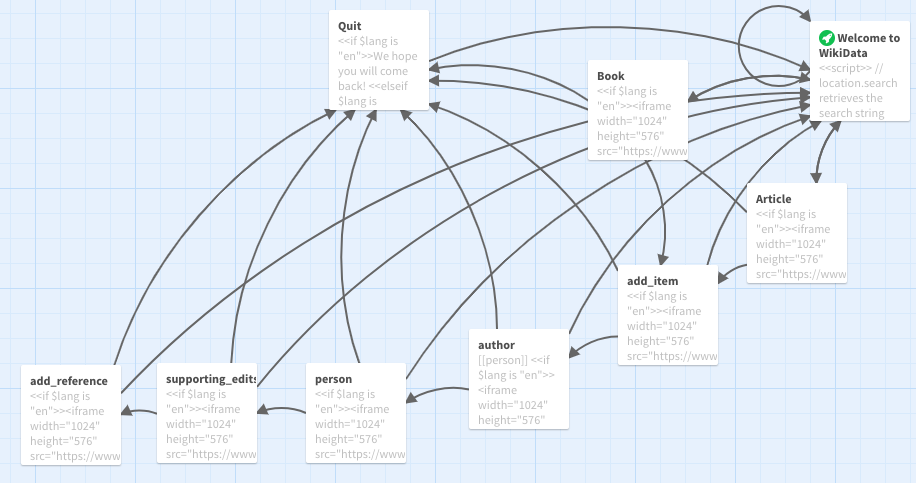 Quit
<<if $lang is
"en">>We hope
you will come
back! <<elseif
$lang is
Welcome to
WikiData
<<script>> //
location.search
retrieves the
search string
Book
<<if $lang is
"en"><iframe
width="1024"
height="576"
src="https://www
Article
<<if $lang is
"en"><iframe
width="1024"
height="576"
src="https://www
add_item
<<if $lang is
"en"><iframe
width="1024"
height="576"
src="https://www
author
[[person]] <<if
$lang is "en">>
<iframe
width="1024"
height="576"
person
<<if $lang is
"en"><iframe
width="1024"
height="576"
src="https://www
supporting_edits
<<if $lang is
"en"><iframe
width="1024"
height="576"
src="https://www
add_reference
<<if $lang is
"en"><iframe
width="1024"
height="576"
src="https://www